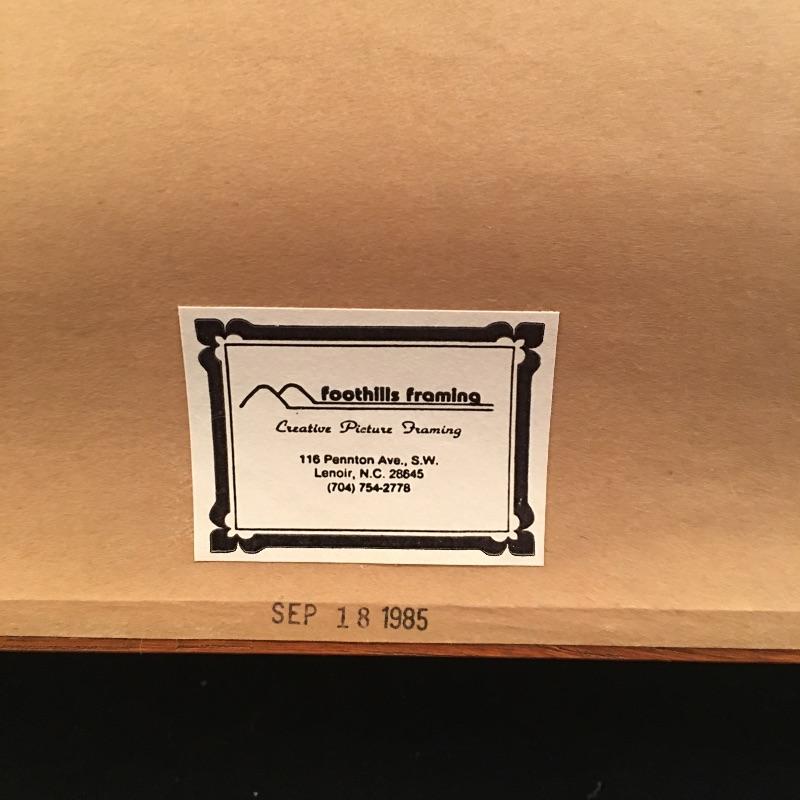 foothills framing
Creative Picture Framing
116 Pennton Ave., S.W.
Lenoir, N.C. 28645
(704) 754-2778
SEP 18 1985